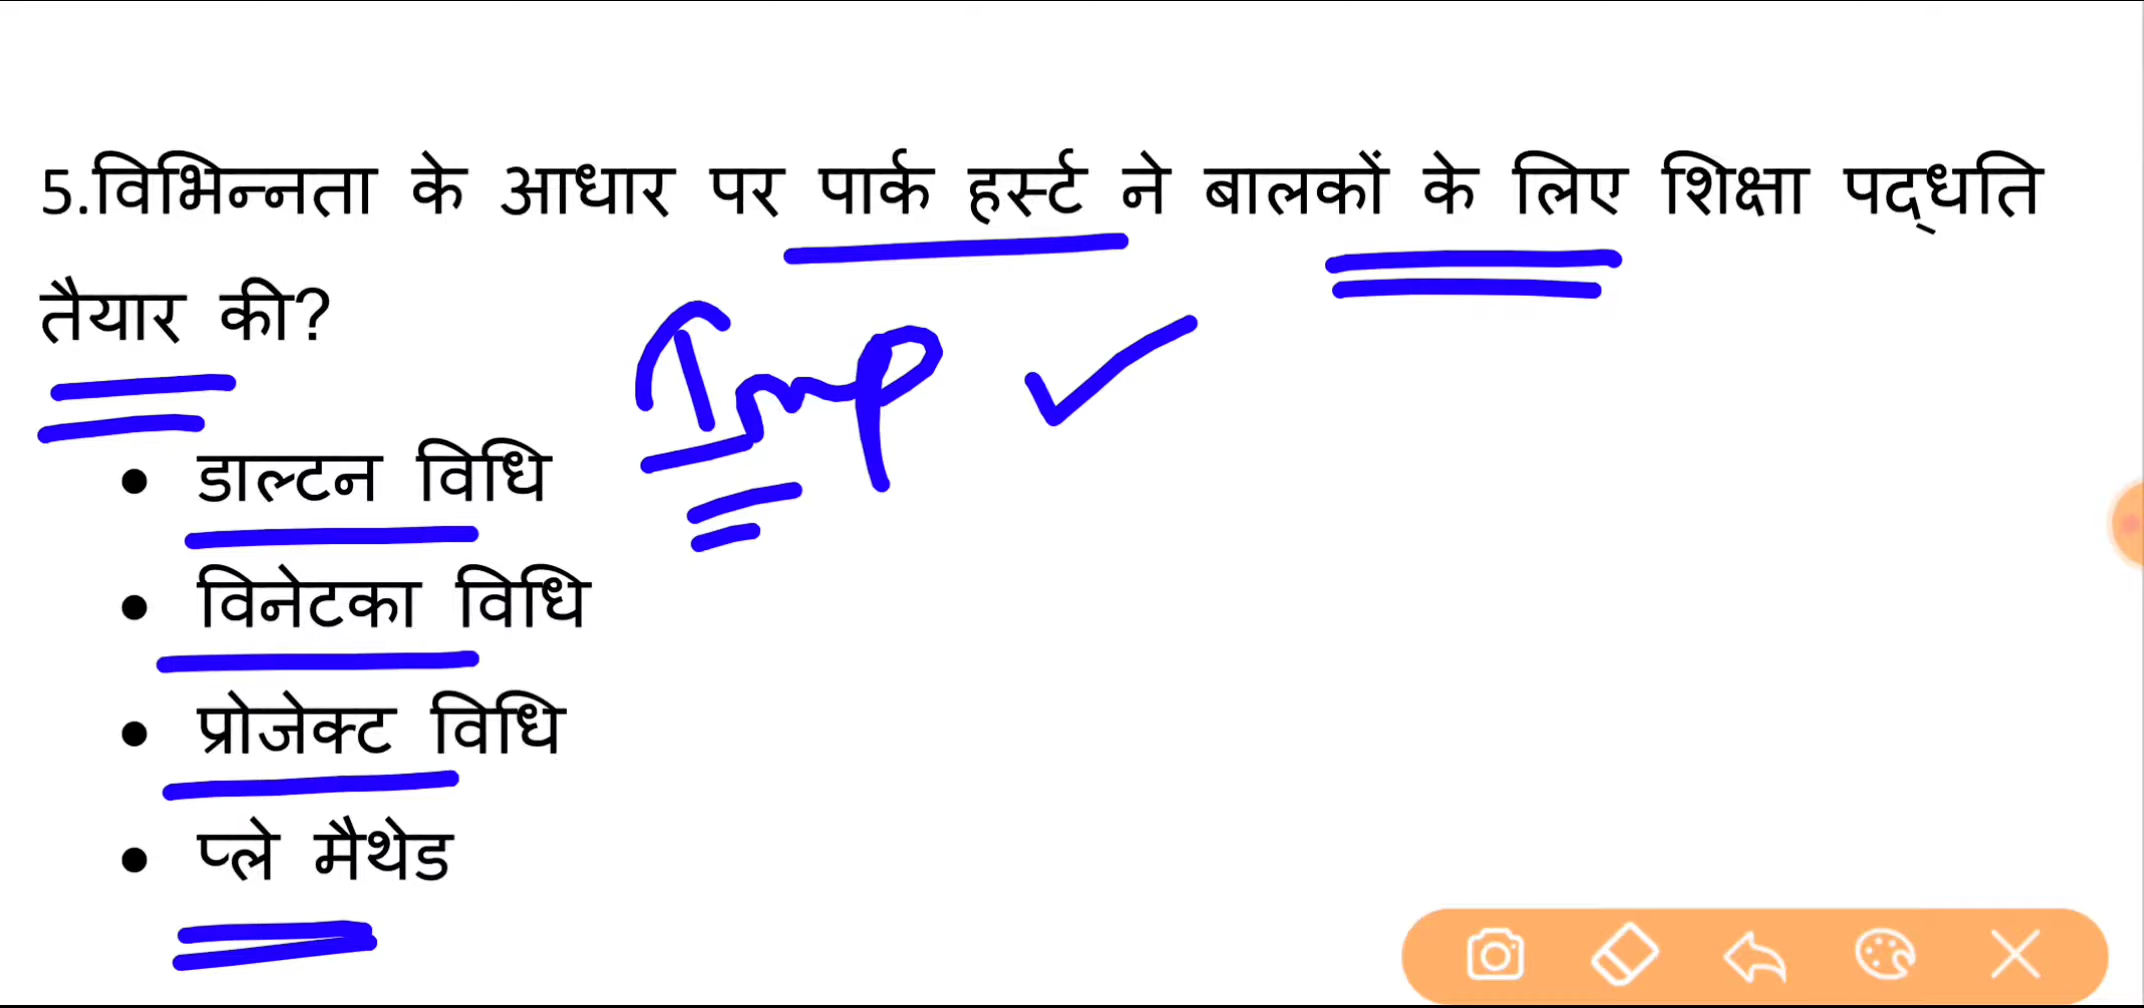 5.विभिन्नता के आधार पर पार्क हर्स्ट ने बालकों के लिए शिक्षा पद्धति
तैयार की?
Imp
• डाल्टन विधि
• विनेटका विधि
• प्रोजेक्ट विधि
• प्ले मैथेड